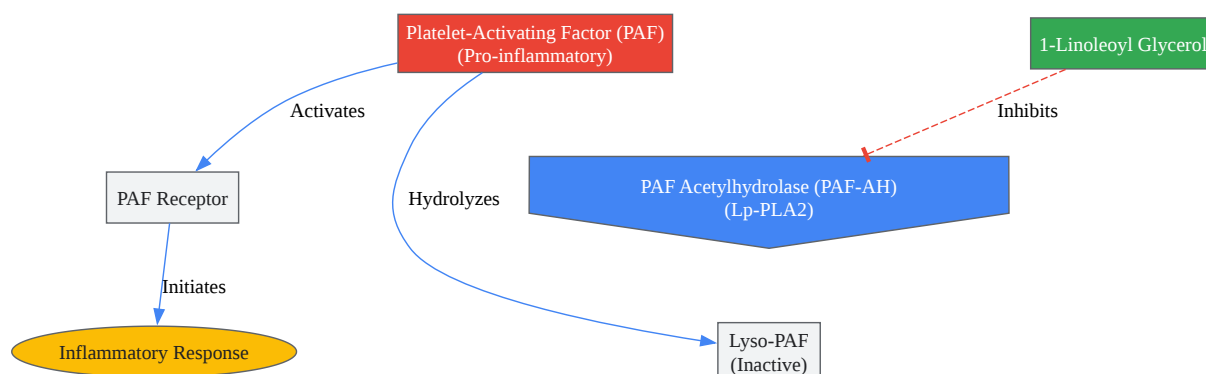 Platelet-Activating Factor (PAF)
(Pro-inflammatory)
1-Linoleoyl Glycerol
Activates
Inhibits
PAF Receptor
Hydrolyzes
PAF Acetylhydrolase (PAF-AH)
(Lp-PLA2)
Initiates
Inflammatory Response
Lyso-PAF
(Inactive)